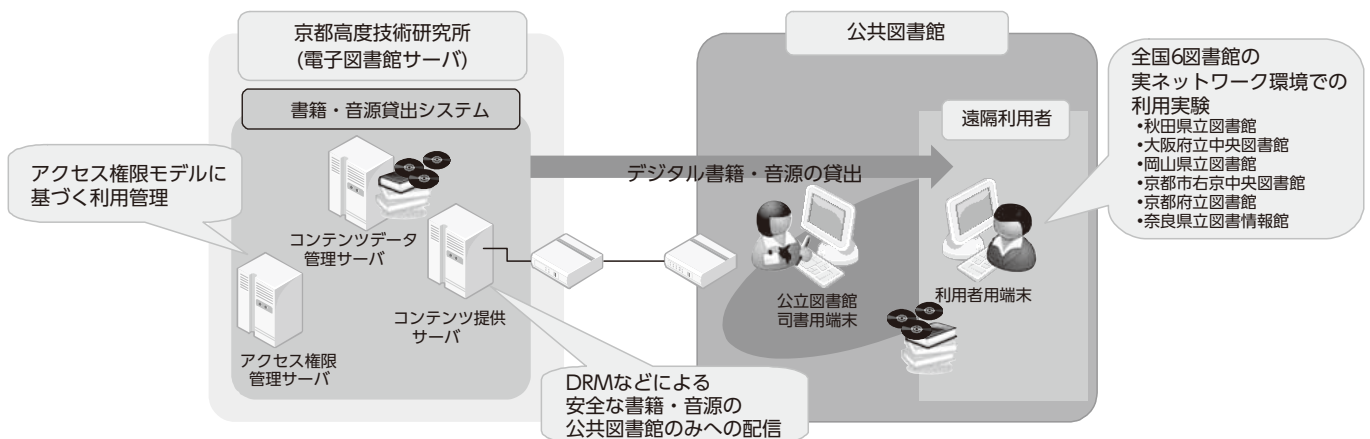 京都高度技術研究所
(電子図書館サーバ)
書籍・音源貸出システム
アクセス権限モデルに
基づく利用管理
コンテンツデータ
管理サーバ
コンテンツ提供
サーバ
アクセス権限
管理サーバ
DRMなどによる
安全な書籍・音源の
公共図書館のみへの配信
デジタル書籍・音源の貸出
公共図書館
遠隔利用者
公立図書館
司書用端末
利用者用端末
全国6図書館の
実ネットワーク環境での
利用実験
•秋田県立図書館
•大阪府立中央図書館
•岡山県立図書館
•京都市右京中央図書館
•京都府立図書館
•奈良県立図書情報館